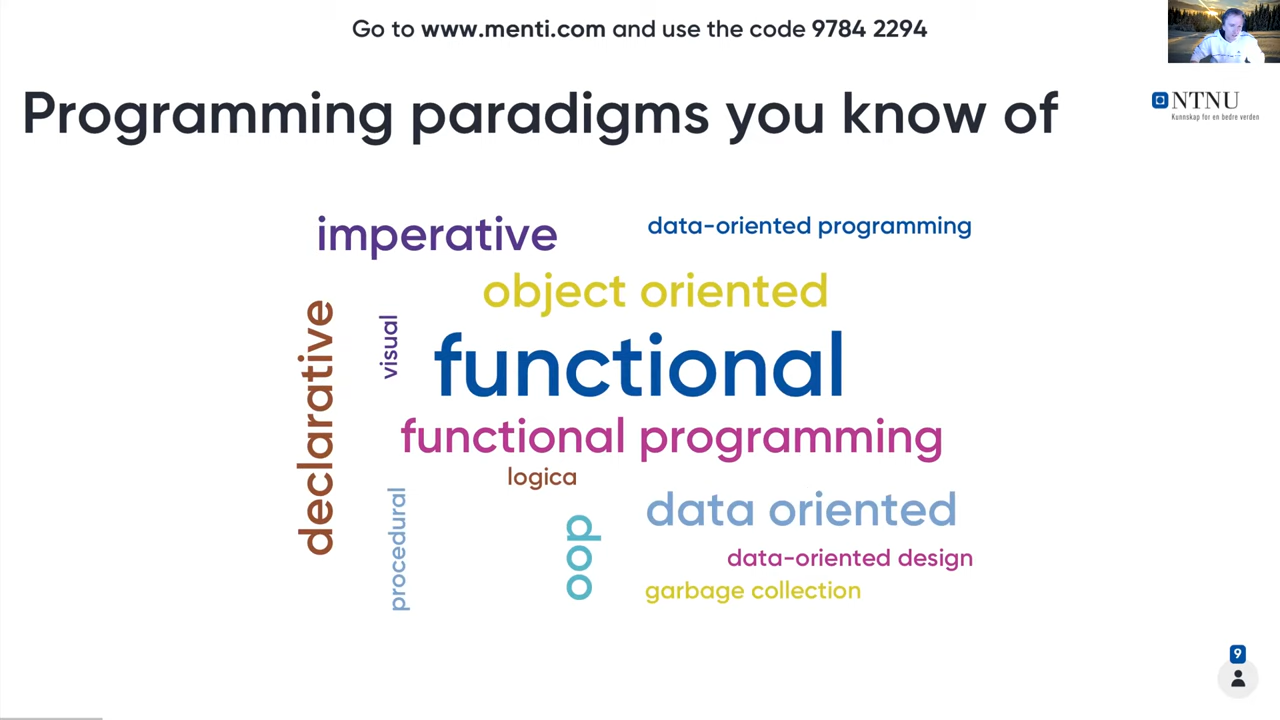 Go to www.menti.com and use the code 9784 2294
Programming paradigms you know of
NTNU
Kunnskap for en bedre verden
imperative
data-oriented programming
object oriented
declarative
visual
functional
functional programming
logica
procedural
oop
data oriented
data-oriented design
garbage collection
9